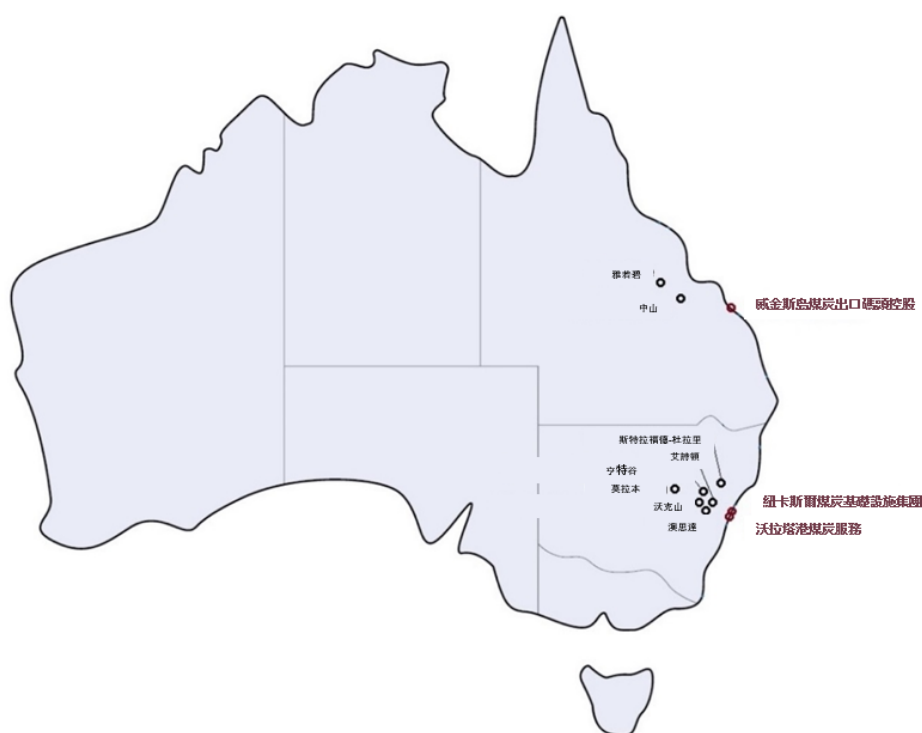 雅若碧
中山
威金斯島煤炭出口碼頭控股
斯特拉福德-杜拉里
艾詩頓
亨特谷
莫拉本
沃克山
澳思達
紐卡斯爾煤炭基礎設施集團
沃拉塔港煤炭服務